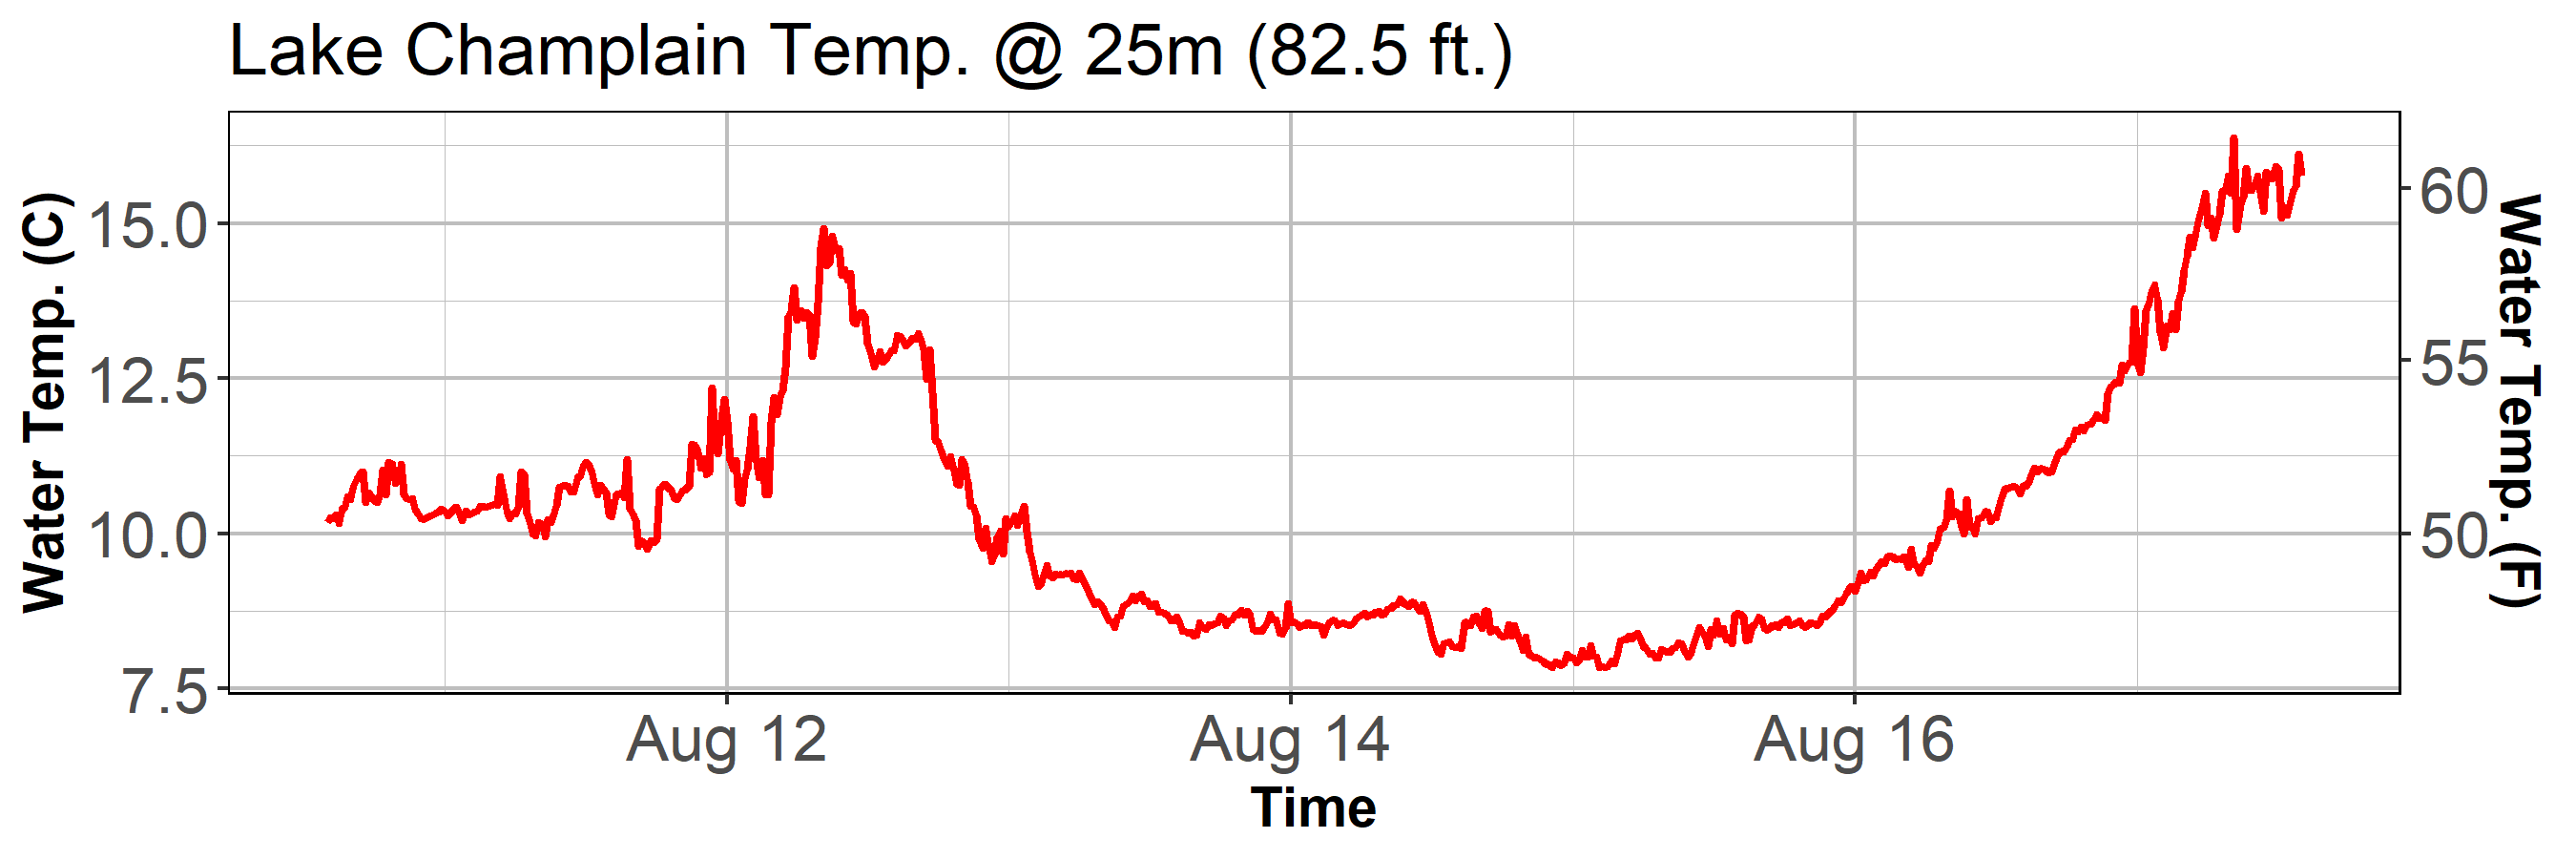 Lake Champlain Temp. @ 25m (82.5 ft.)
Water Temp. (C)
15.0
12.5
10.0
7.5
60
55
50
Water Temp. (F)
Aug 12
Aug 14
Aug 16
Time